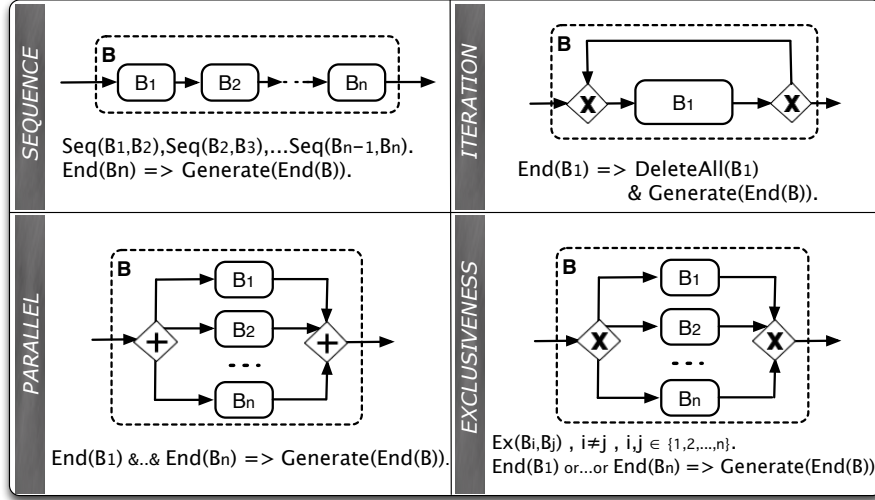 SEQUENCE
B
B1
B2
Bn
Seq(B1,B2),Seq(B2,B3),...Seq(Bn-1,Bn).
End(Bn) => Generate(End(B)).
ITERATION
B
X
B1
X
End(B1) => DeleteAll(B1)
& Generate(End(B)).
PARALLEL
B
B1
+
B2
+
Bn
End(B1) &..& End(Bn) => Generate(End(B)).
EXCLUSIVENESS
B
B1
X
B2
X
Bn
Ex(Bi,Bj) , i≠j , i,j ∈ {1,2,...,n}.
End(B1) or...or End(Bn) => Generate(End(B))